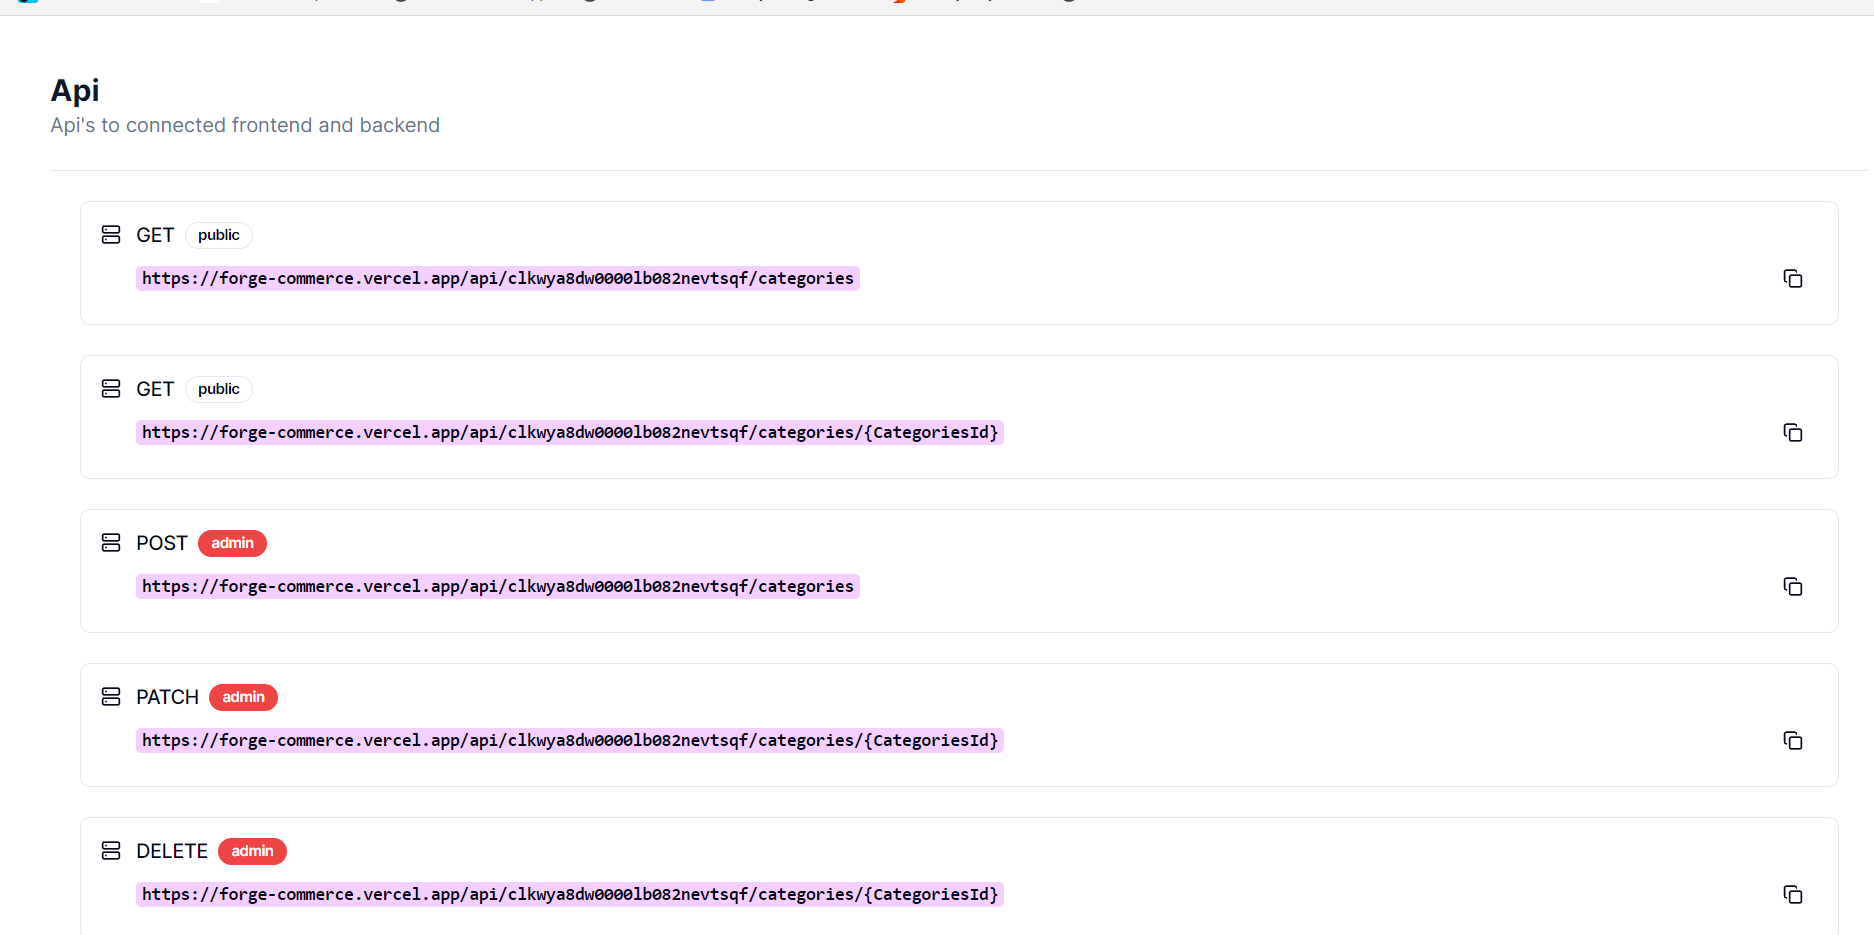 Api
Api's to connected frontend and backend
GET public
https://forge-commerce.vercel.app/api/clkwya8dw0000lb082nevtsqf/categories
GET public
https://forge-commerce.vercel.app/api/clkwya8dw0000lb082nevtsqf/categories/{CategoriesId}
POST admin
https://forge-commerce.vercel.app/api/clkwya8dw0000lb082nevtsqf/categories
PATCH admin
https://forge-commerce.vercel.app/api/clkwya8dw0000lb082nevtsqf/categories/{CategoriesId}
DELETE admin
https://forge-commerce.vercel.app/api/clkwya8dw0000lb082nevtsqf/categories/{CategoriesId}